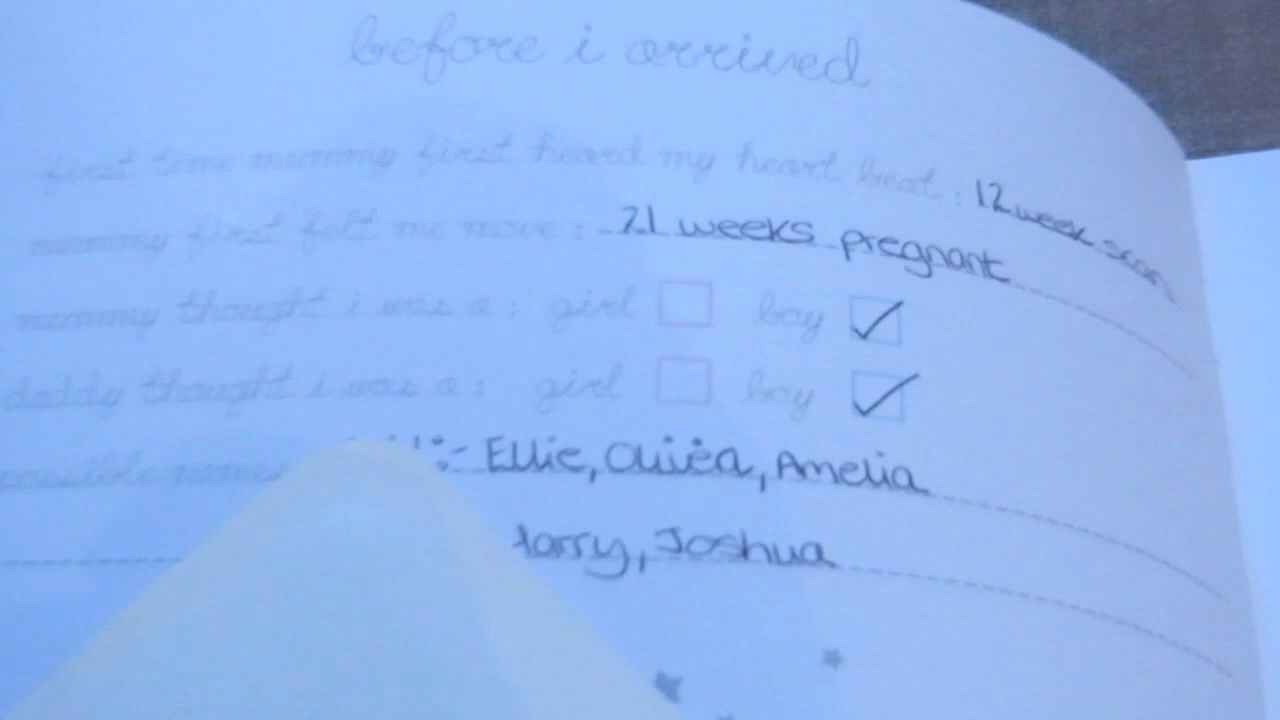 before i arrived
first time mummy first heard my heart beat : 12 week scan
mummy first felt me move : 21 weeks pregnant
mummy thought i was a : girl boy
daddy thought i was a : girl boy
possible names :- Ellie, Olivia, Amelia
Joshua